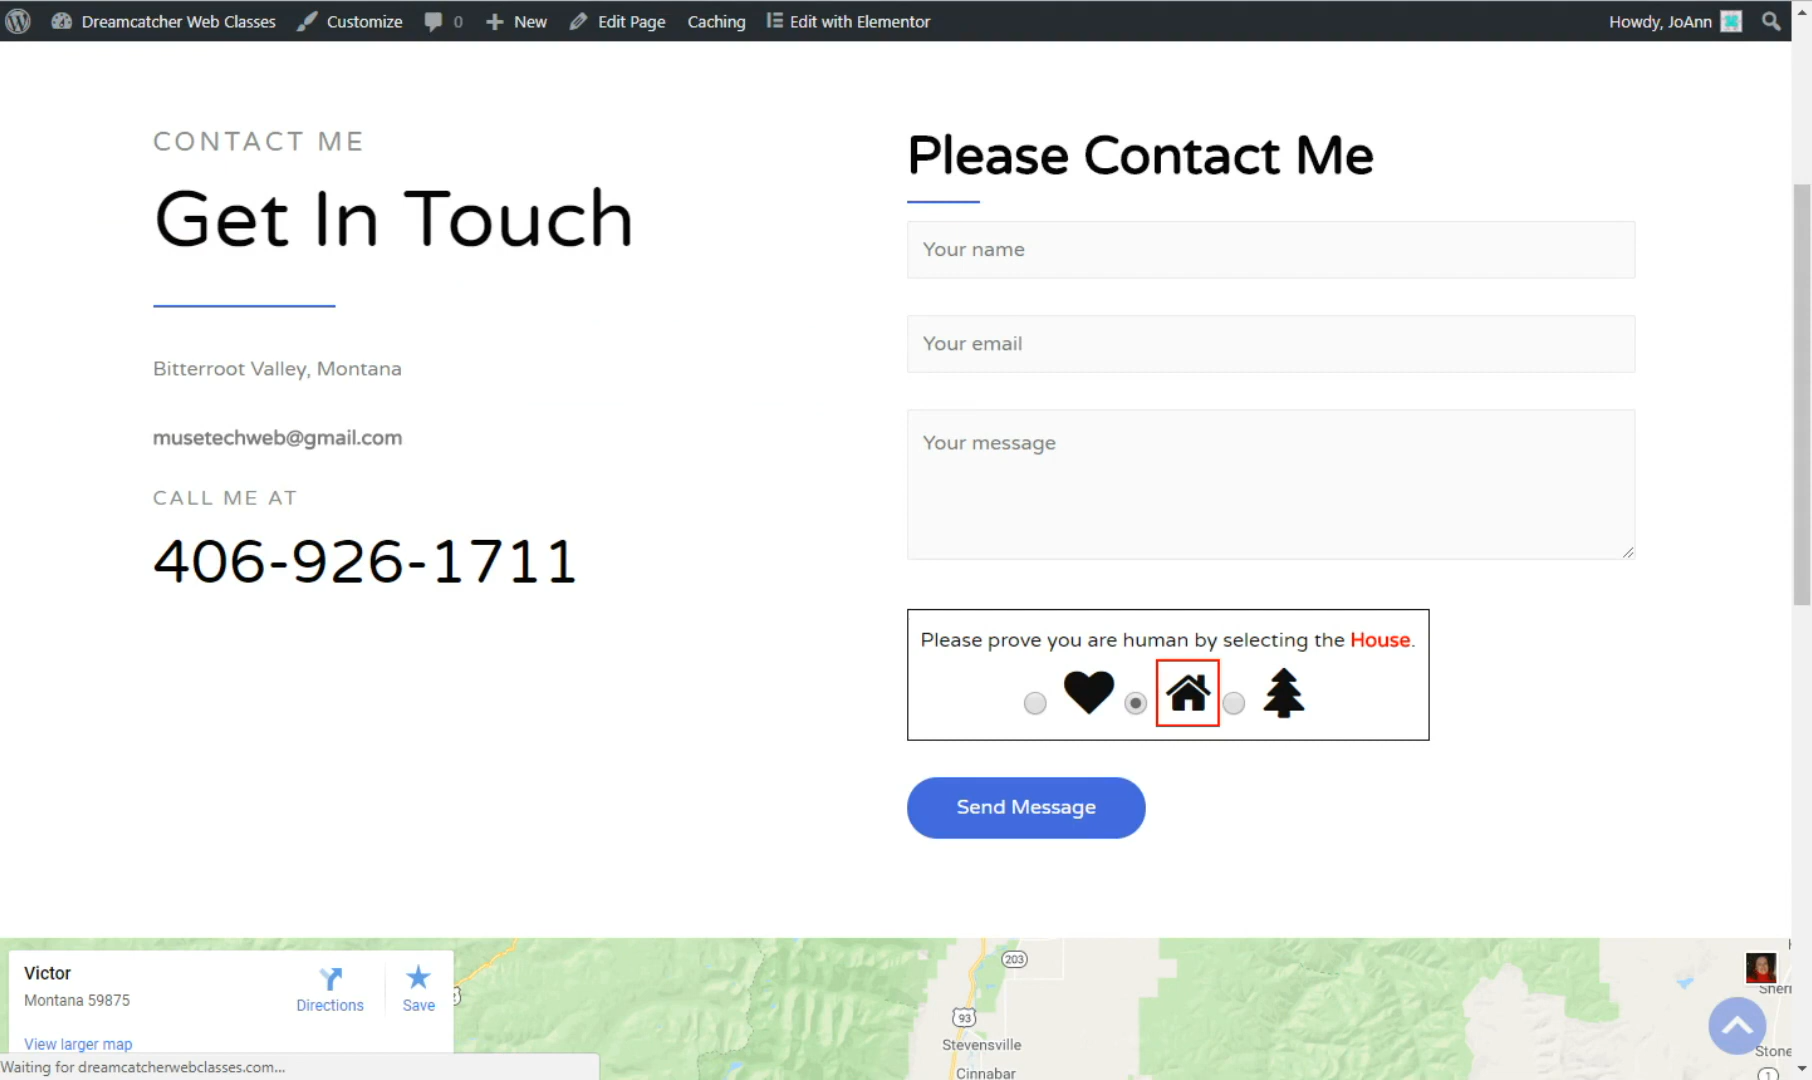 Dreamcatcher Web Classes Customize 0 New Edit Page Caching Edit with Elementor Howdy, JoAnn
CONTACT ME
Get In Touch
Bitterroot Valley, Montana
musetechweb@gmail.com
CALL ME AT
406-926-1711
Please Contact Me
Your name
Your email
Your message
Please prove you are human by selecting the House.
Send Message
Victor
Montana 59875
Directions
Save
View larger map
203
93
Stevensville
Cinnabar
1
Waiting for dreamcatcherwebclasses.com...